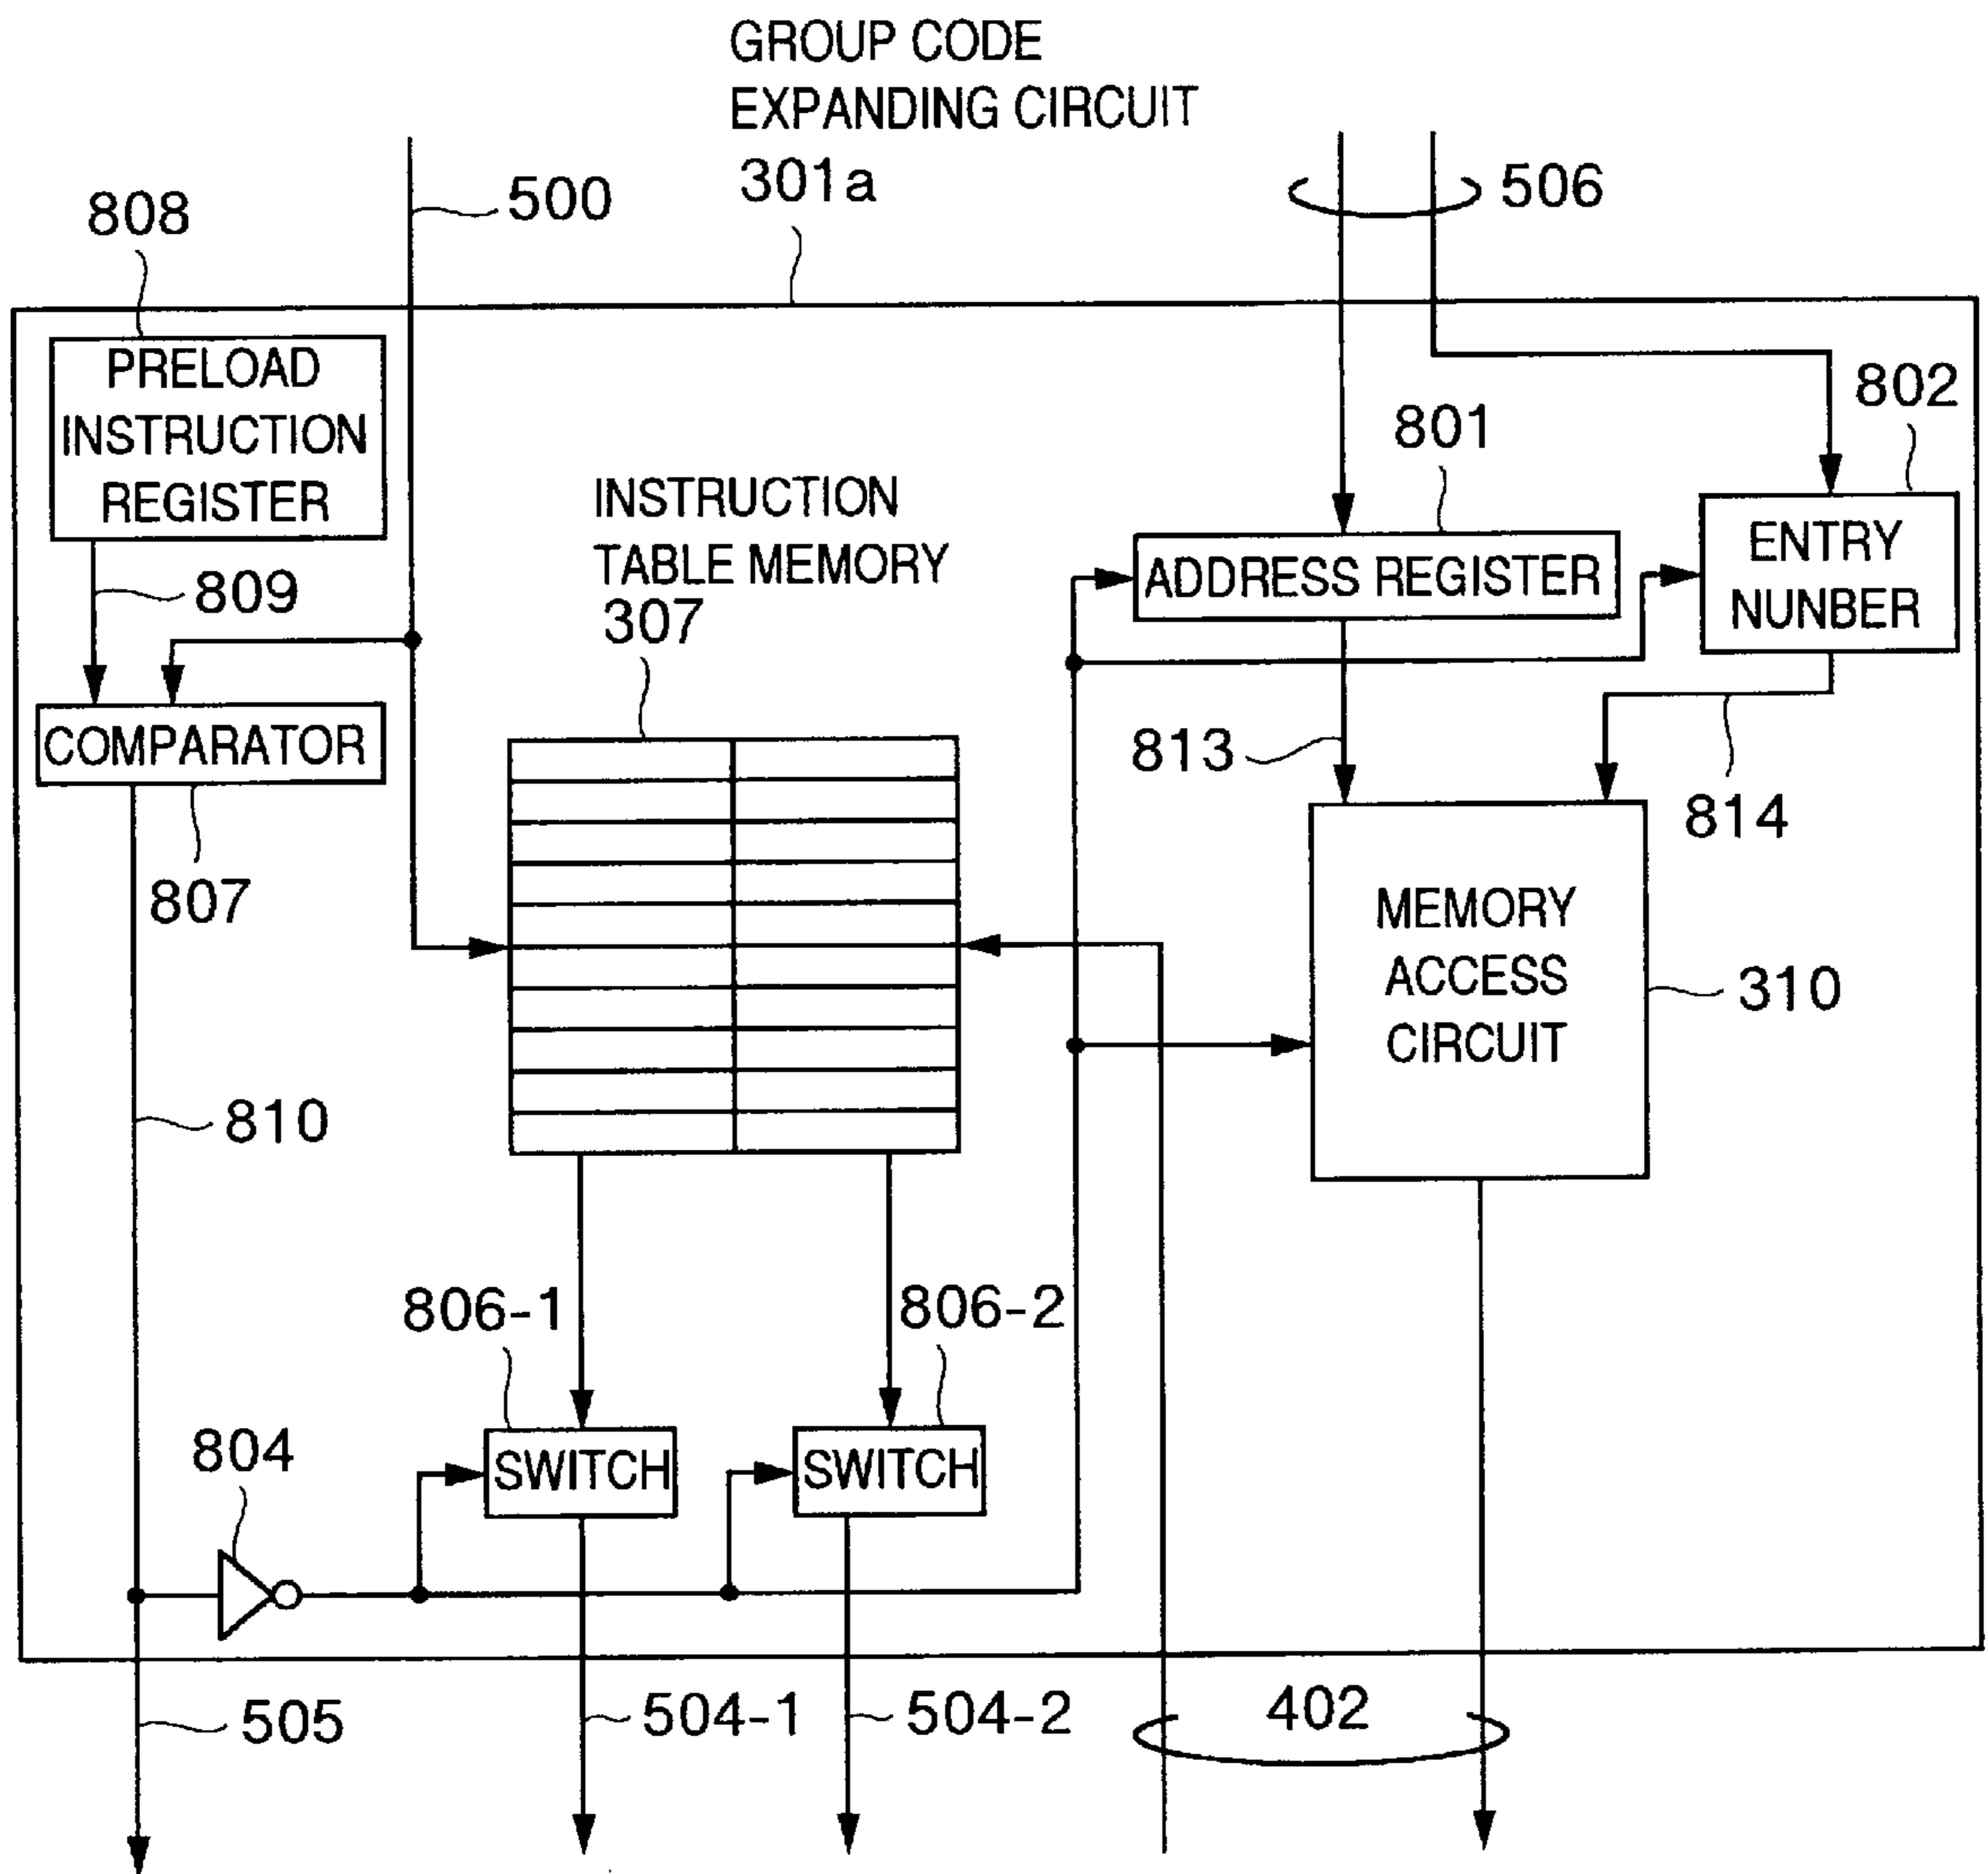 GROUP CODE
EXPANDING CIRCUIT
301a
500
506
808
PRELOAD
INSTRUCTION
REGISTER
802
801
INSTRUCTION
TABLE MEMORY
307
ADDRESS REGISTER
ENTRY
NUNBER
809
COMPARATOR
813
814
807
MEMORY
ACCESS
CIRCUIT
310
810
806-1
806-2
804
SWITCH
SWITCH
505
504-1
504-2
402